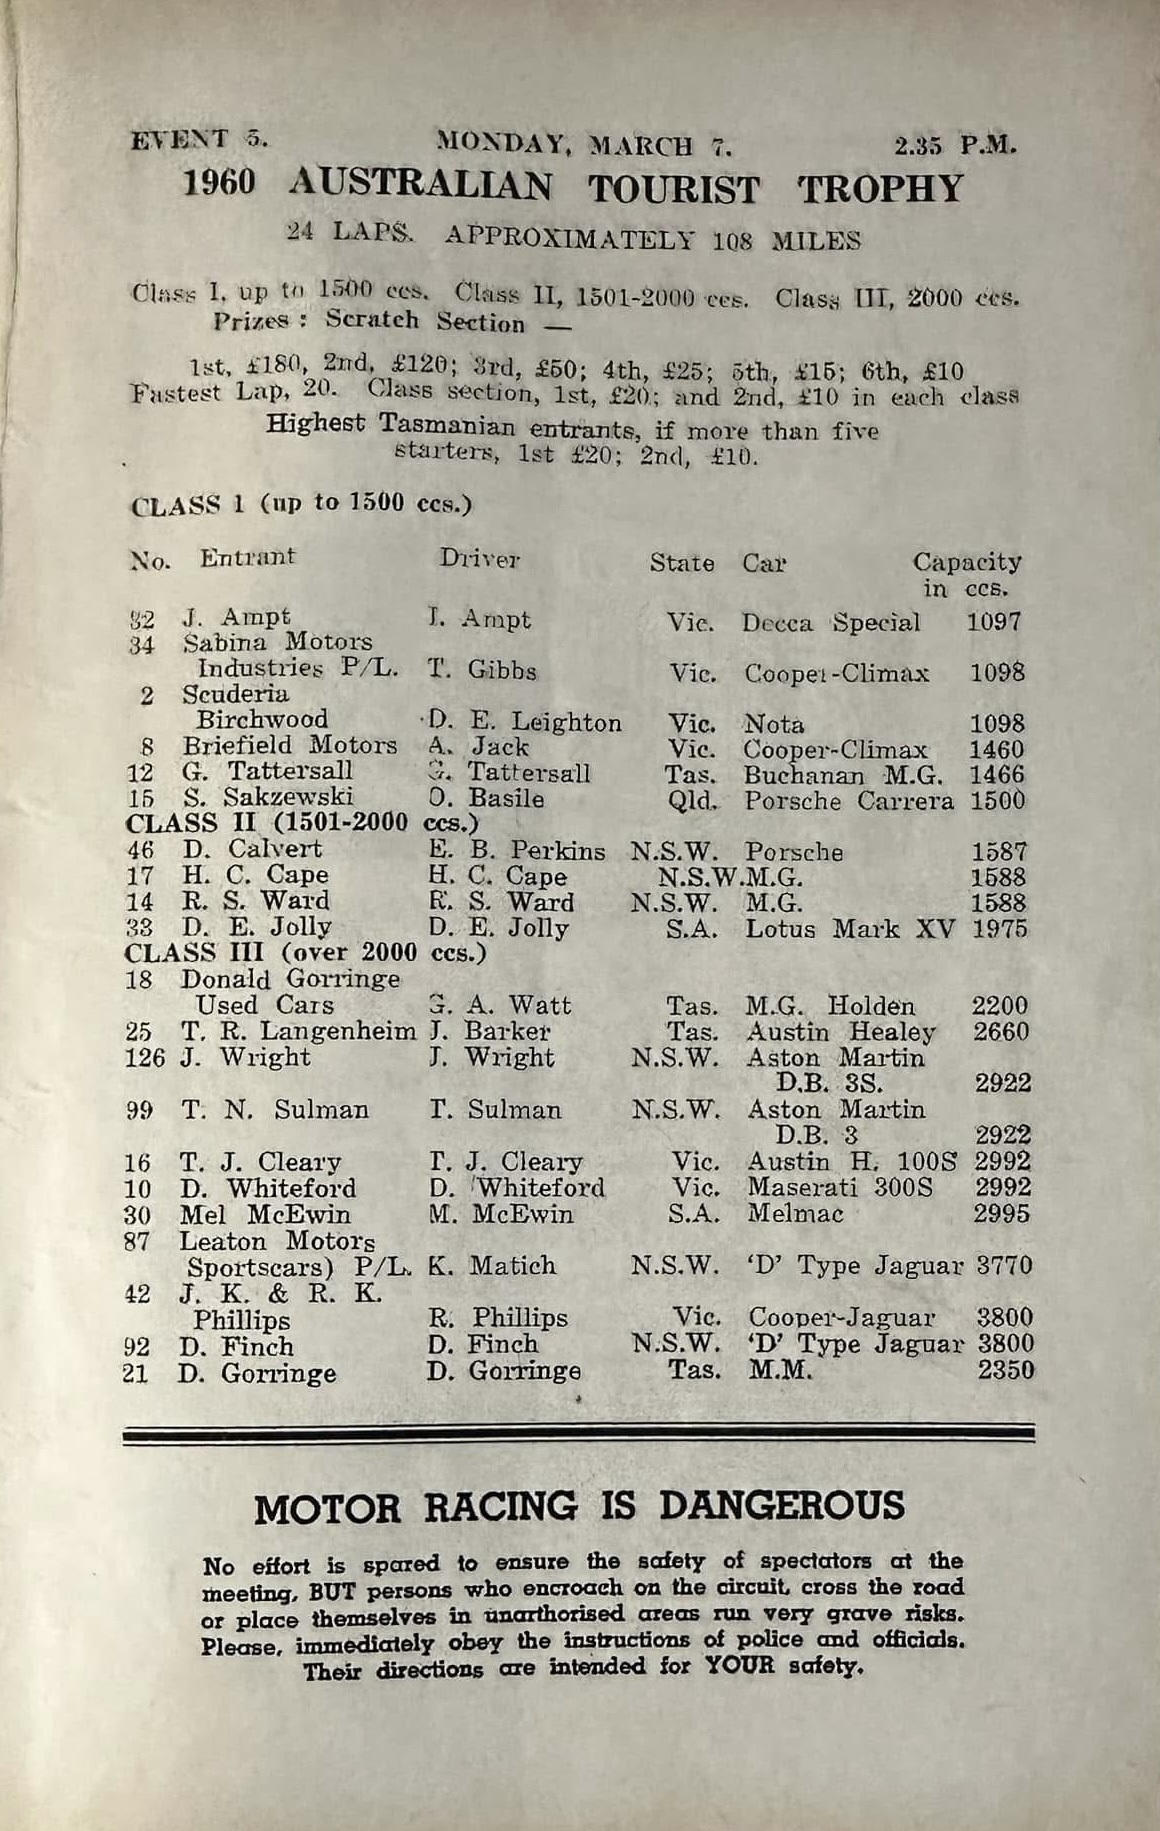 EVENT 5. MONDAY, MARCH 7. 2.35 P.M.
1960 AUSTRALIAN TOURIST TROPHY
24 LAPS. APPROXIMATELY 108 MILES
Class I, up to 1500 ccs. Class II, 1501-2000 ccs. Class III, 2000 ccs.
Prizes : Scratch Section —
1st, £180, 2nd, £120; 3rd, £50; 4th, £25; 5th, £15; 6th, £10
Fastest Lap, 20. Class section, 1st, £20; and 2nd, £10 in each class
Highest Tasmanian entrants, if more than five
starters, 1st £20; 2nd, £10.
CLASS 1 (up to 1500 ccs.)
No. Entrant Driver State Car Capacity
in ccs.
32 J. Ampt J. Ampt Vic. Decca Special 1097
34 Sabina Motors
Industries P/L. T. Gibbs Vic. Cooper-Climax 1098
2 Scuderia
Birchwood D. E. Leighton Vic. Nota 1098
8 Briefield Motors A. Jack Vic. Cooper-Climax 1460
12 G. Tattersall G. Tattersall Tas. Buchanan M.G. 1466
15 S. Sakzewski O. Basile Qld. Porsche Carrera 1500
CLASS II (1501-2000 ccs.)
46 D. Calvert E. B. Perkins N.S.W. Porsche 1587
17 H. C. Cape H. C. Cape N.S.W.M.G. 1588
14 R. S. Ward R. S. Ward N.S.W. M.G. 1588
33 D. E. Jolly D. E. Jolly S.A. Lotus Mark XV 1975
CLASS III (over 2000 ccs.)
18 Donald Gorringe
Used Cars G. A. Watt Tas. M.G. Holden 2200
25 T. R. Langenheim J. Barker Tas. Austin Healey 2660
126 J. Wright J. Wright N.S.W. Aston Martin
D.B. 3S. 2922
99 T. N. Sulman T. Sulman N.S.W. Aston Martin
D.B. 3 2922
16 T. J. Cleary T. J. Cleary Vic. Austin H. 100S 2992
10 D. Whiteford D. Whiteford Vic. Maserati 300S 2992
30 Mel McEwin M. McEwin S.A. Melmac 2995
87 Leaton Motors
Sportscars) P/L. K. Matich N.S.W. ‘D’ Type Jaguar 3770
42 J. K. & R. K.
Phillips R. Phillips Vic. Cooper-Jaguar 3800
92 D. Finch D. Finch N.S.W. ‘D’ Type Jaguar 3800
21 D. Gorringe D. Gorringe Tas. M.M. 2350
MOTOR RACING IS DANGEROUS
No effort is spared to ensure the safety of spectators at the
meeting, BUT persons who encroach on the circuit, cross the road
or place themselves in unarthorised areas run very grave risks.
Please, immediately obey the instructions of police and officials.
Their directions are intended for YOUR safety.